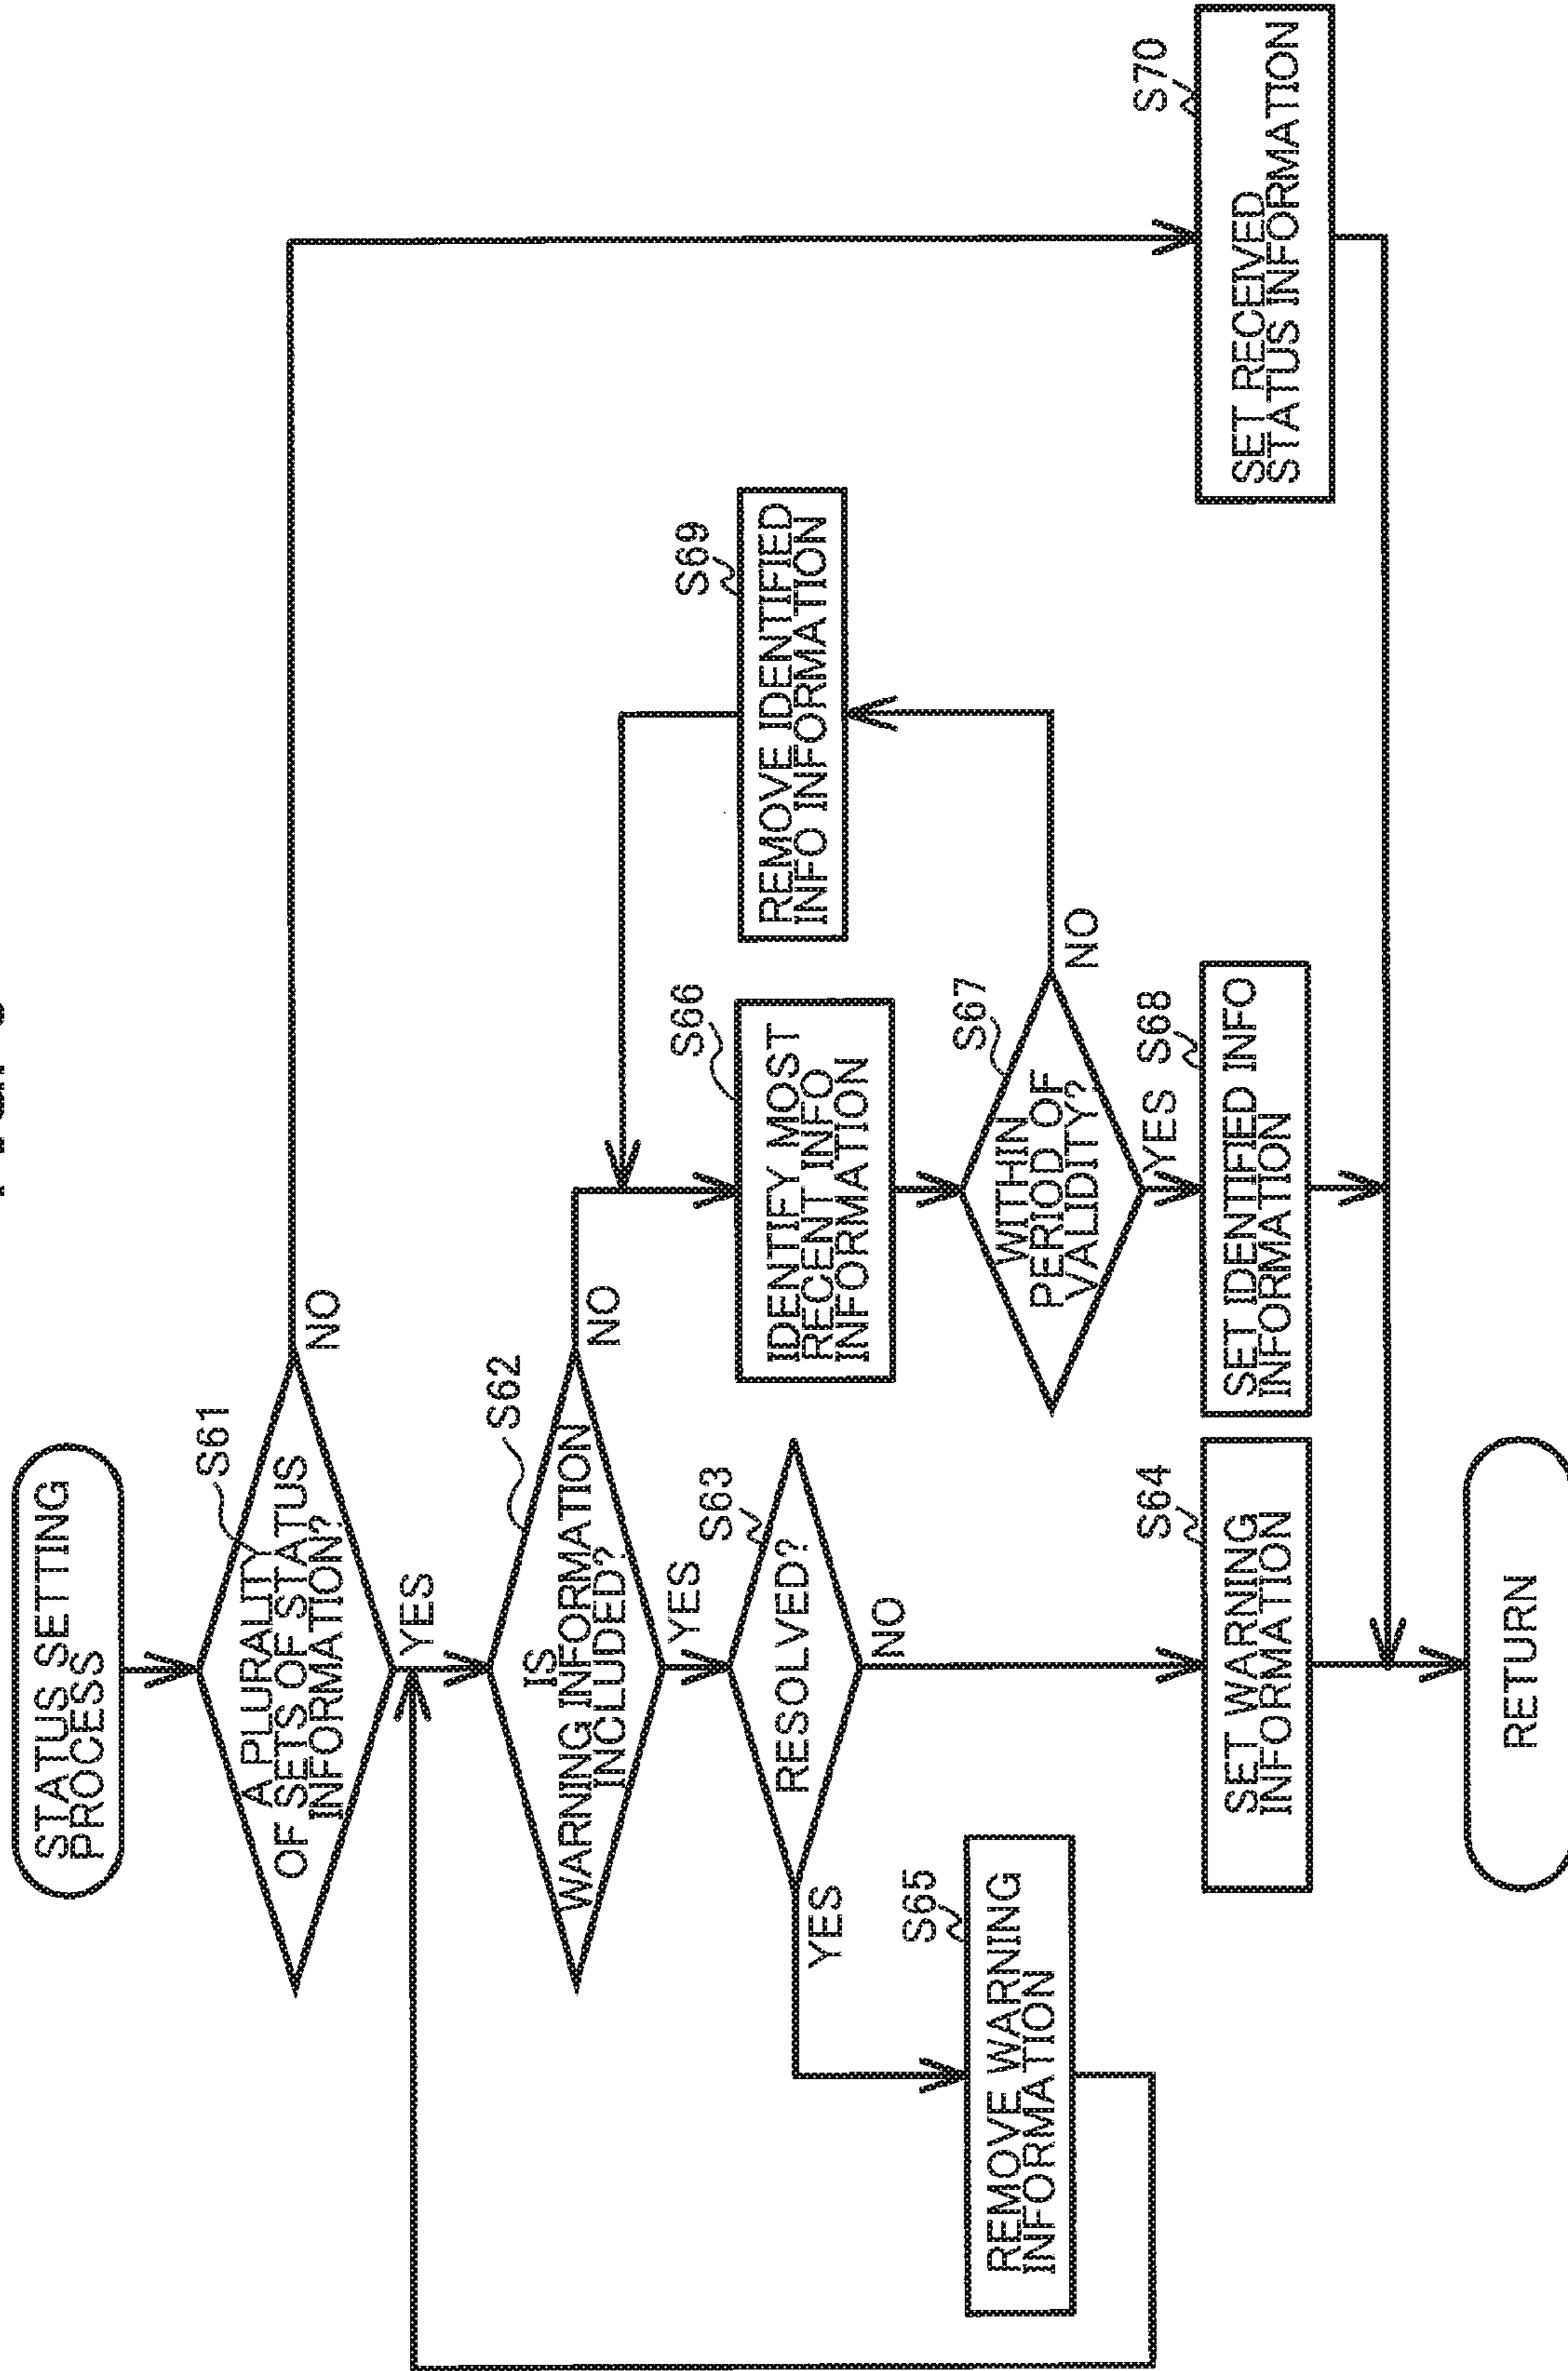 STATUS SETTING
PROCESS
S61
A PLURALITY
OF SETS OF STATUS
INFORMATION?
NO
YES
S62
IS
WARNING INFORMATION
INCLUDED?
NO
YES
S63
RESOLVED?
YES
NO
S65
REMOVE WARNING
INFORMATION
S64
SET WARNING
INFORMATION
S66
IDENTIFY MOST
RECENT INFO
INFORMATION
S67
WITHIN
PERIOD OF
VALIDITY?
NO
YES
S68
SET IDENTIFIED INFO
INFORMATION
S69
REMOVE IDENTIFIED
INFO INFORMATION
S70
SET RECEIVED
STATUS INFORMATION
RETURN